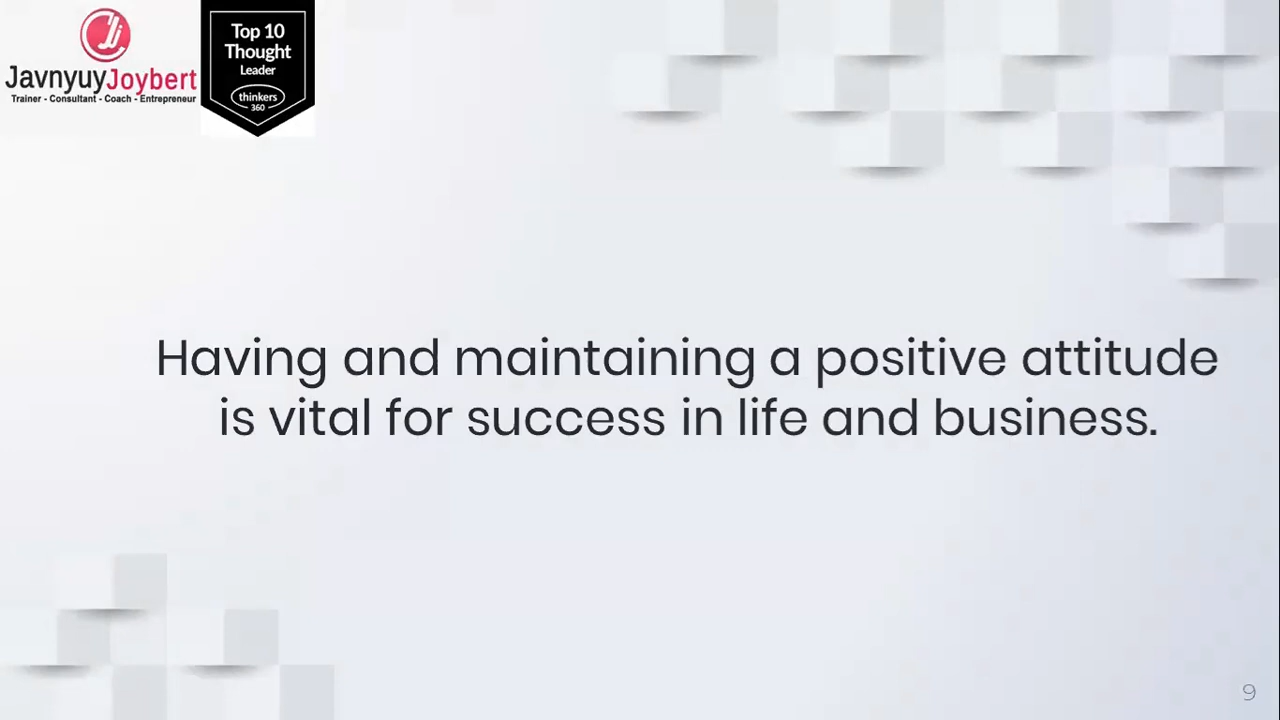 JavnyuyJoybert
Trainer - Consultant - Coach - Entrepreneur
Top 10
Thought
Leader
thinkers
360
Having and maintaining a positive attitude
is vital for success in life and business.
9